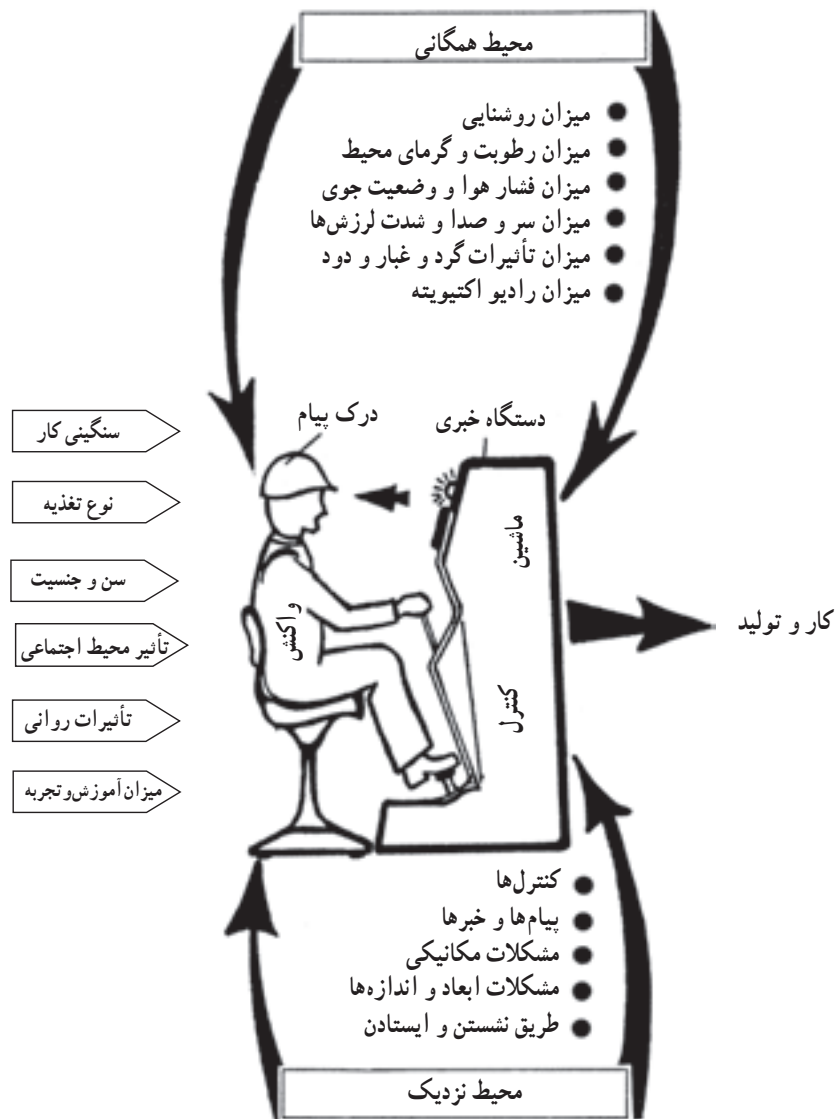 محیط همگانی
میزان روشنایی
میزان رطوبت و گرمای محیط
میزان فشار هوا و وضعیت جوی
میزان سر و صدا و شدت لرزش‌ها
میزان تأثیرات گرد و غبار و دود
میزان رادیو اکتیویته
دستگاه خبری
درک پیام
سنگینی کار
نوع تغذیه
سن و جنسیت
تأثیر محیط اجتماعی
تأثیرات روانی
میزان آموزش و تجربه
ماشین
واکنش
کنترل
کار و تولید
کنترل‌ها
پیام‌ها و خبرها
مشکلات مکانیکی
مشکلات ابعاد و اندازه‌ها
طریق نشستن و ایستادن
محیط نزدیک